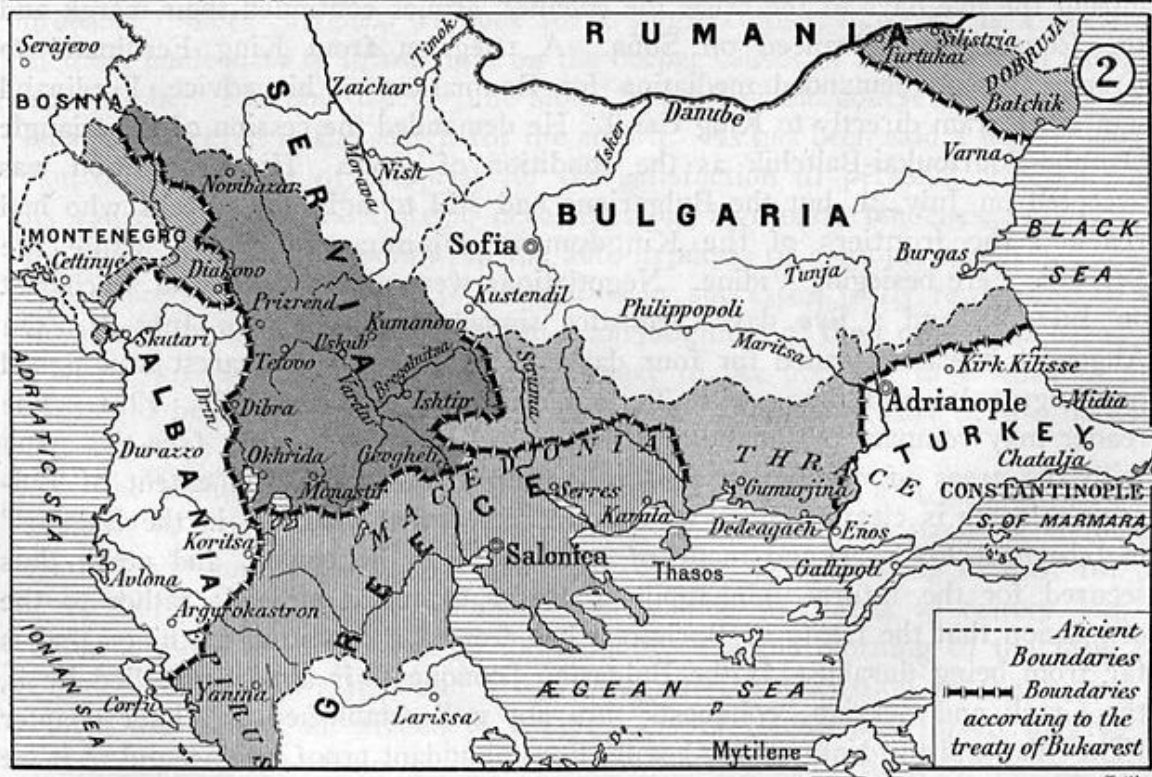 RUMANIA
2
Serajevo
Zaichar
Timok
Silistria
Turtukai
DOBRUJA
BOSNIA
Danube
Baltchik
Isker
Varna
SERVIA
Morava
Nish
Novibazar
BULGARIA
BLACK
SEA
MONTENEGRO
Sofia
Cettinye
Burgas
Diakovo
Tunja
Kustendil
Prizrend
Philippopoli
Kumanovo
Maritsa
Skutari
Uskub
Tetovo
Bregalnitsa
Kirk Kilisse
ALBANIA
Vardar
Ishtip
Struma
Adrianople
Midia
ADRIATIC SEA
Drin
Dibra
TURKEY
Durazzo
Chatalja
Okhrida
Gevgheli
MACEDONIA
THRACE
CONSTANTINOPLE
Monastir
Serres
Gumurjina
Kavala
Dedeagach
Enos
S. OF MARMARA
Koritsa
Salonica
Avlona
Thasos
Gallipoli
Argyrokastron
GREECE
EPIRUS
IONIAN SEA
Corfu
Yanina
Larissa
ÆGEAN SEA
Mytilene
Ancient
Boundaries
Boundaries
according to the
treaty of Bukarest